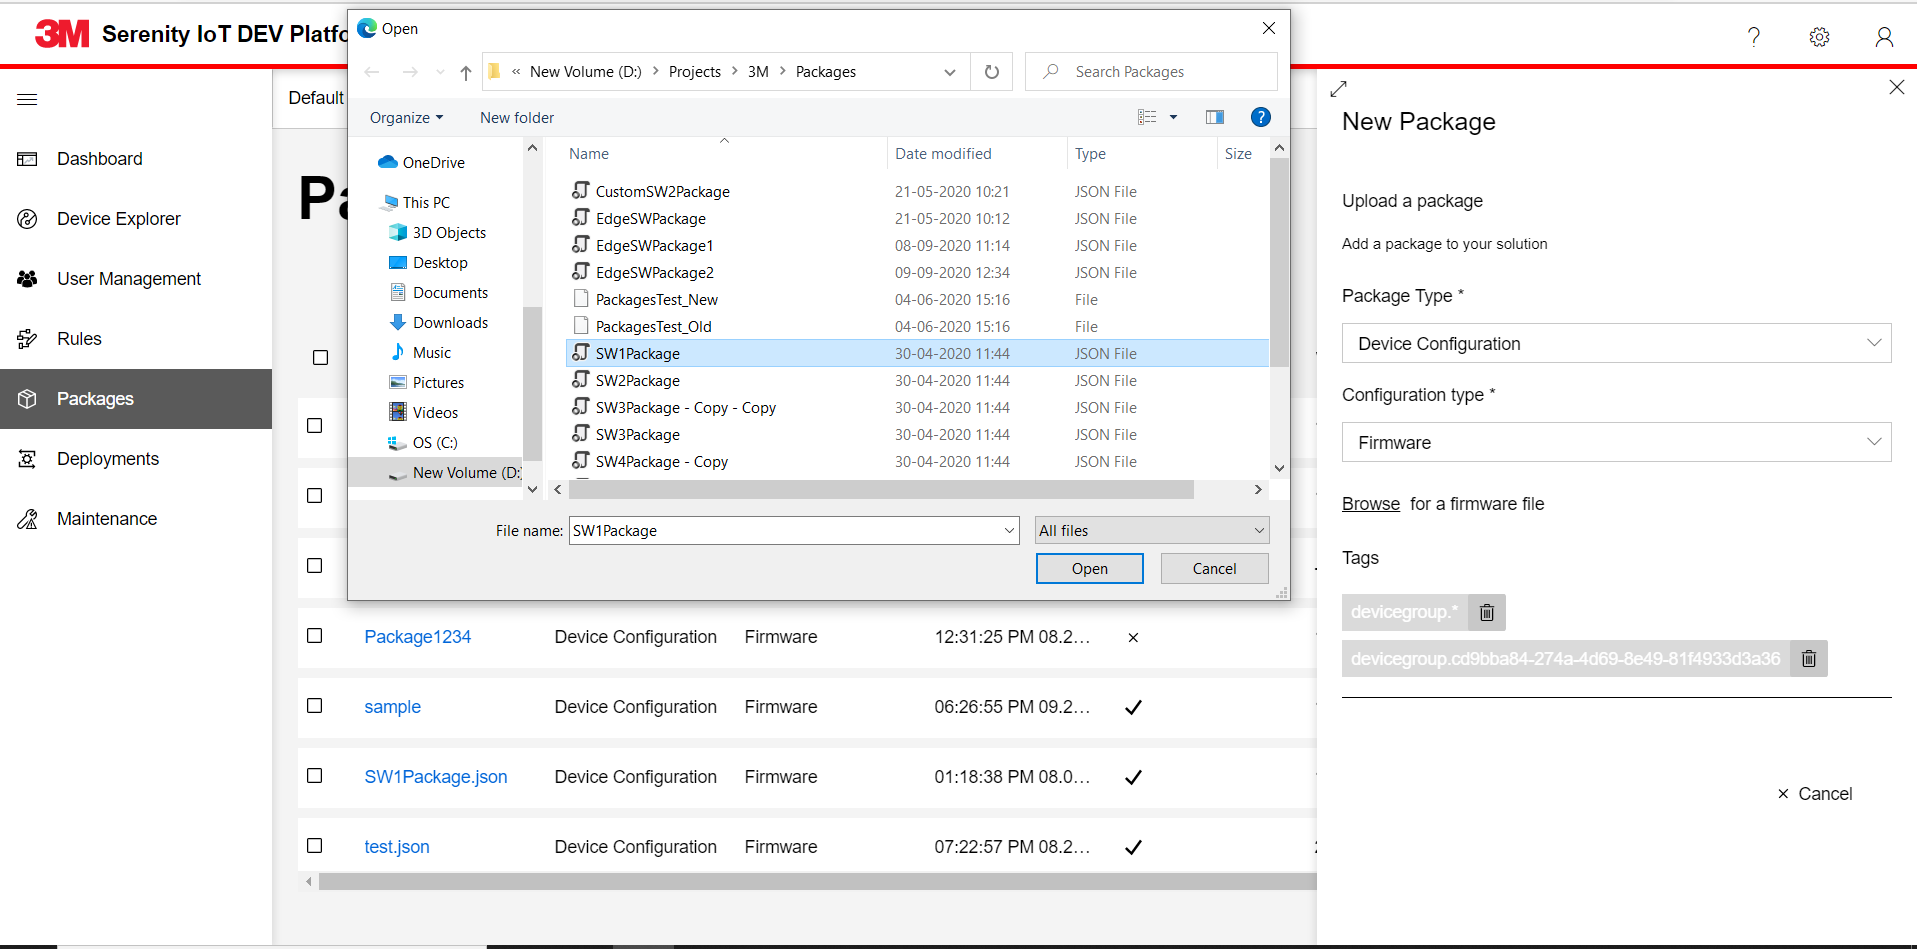 3M Serenity IoT DEV Platfo
Open
« New Volume (D:) > Projects > 3M > Packages
Search Packages
Organize
New folder
OneDrive
This PC
3D Objects
Desktop
Documents
Downloads
Music
Pictures
Videos
OS (C:)
New Volume (D:)
Name Date modified Type Size
CustomSW2Package 21-05-2020 10:21 JSON File
EdgeSWPackage 21-05-2020 10:12 JSON File
EdgeSWPackage1 08-09-2020 11:14 JSON File
EdgeSWPackage2 09-09-2020 12:34 JSON File
PackagesTest_New 04-06-2020 15:16 File
PackagesTest_Old 04-06-2020 15:16 File
SW1Package 30-04-2020 11:44 JSON File
SW2Package 30-04-2020 11:44 JSON File
SW3Package - Copy - Copy 30-04-2020 11:44 JSON File
SW3Package 30-04-2020 11:44 JSON File
SW4Package - Copy 30-04-2020 11:44 JSON File
File name: SW1Package All files
Open Cancel
Dashboard
Device Explorer
User Management
Rules
Packages
Deployments
Maintenance
Default
Pa
Package1234 Device Configuration Firmware 12:31:25 PM 08.2...
sample Device Configuration Firmware 06:26:55 PM 09.2...
SW1Package.json Device Configuration Firmware 01:18:38 PM 08.0...
test.json Device Configuration Firmware 07:22:57 PM 08.2...
New Package
Upload a package
Add a package to your solution
Package Type *
Device Configuration
Configuration type *
Firmware
Browse for a firmware file
Tags
devicegroup.*
devicegroup.cd9bba84-274a-4d69-8e49-81f4933d3a36
Cancel